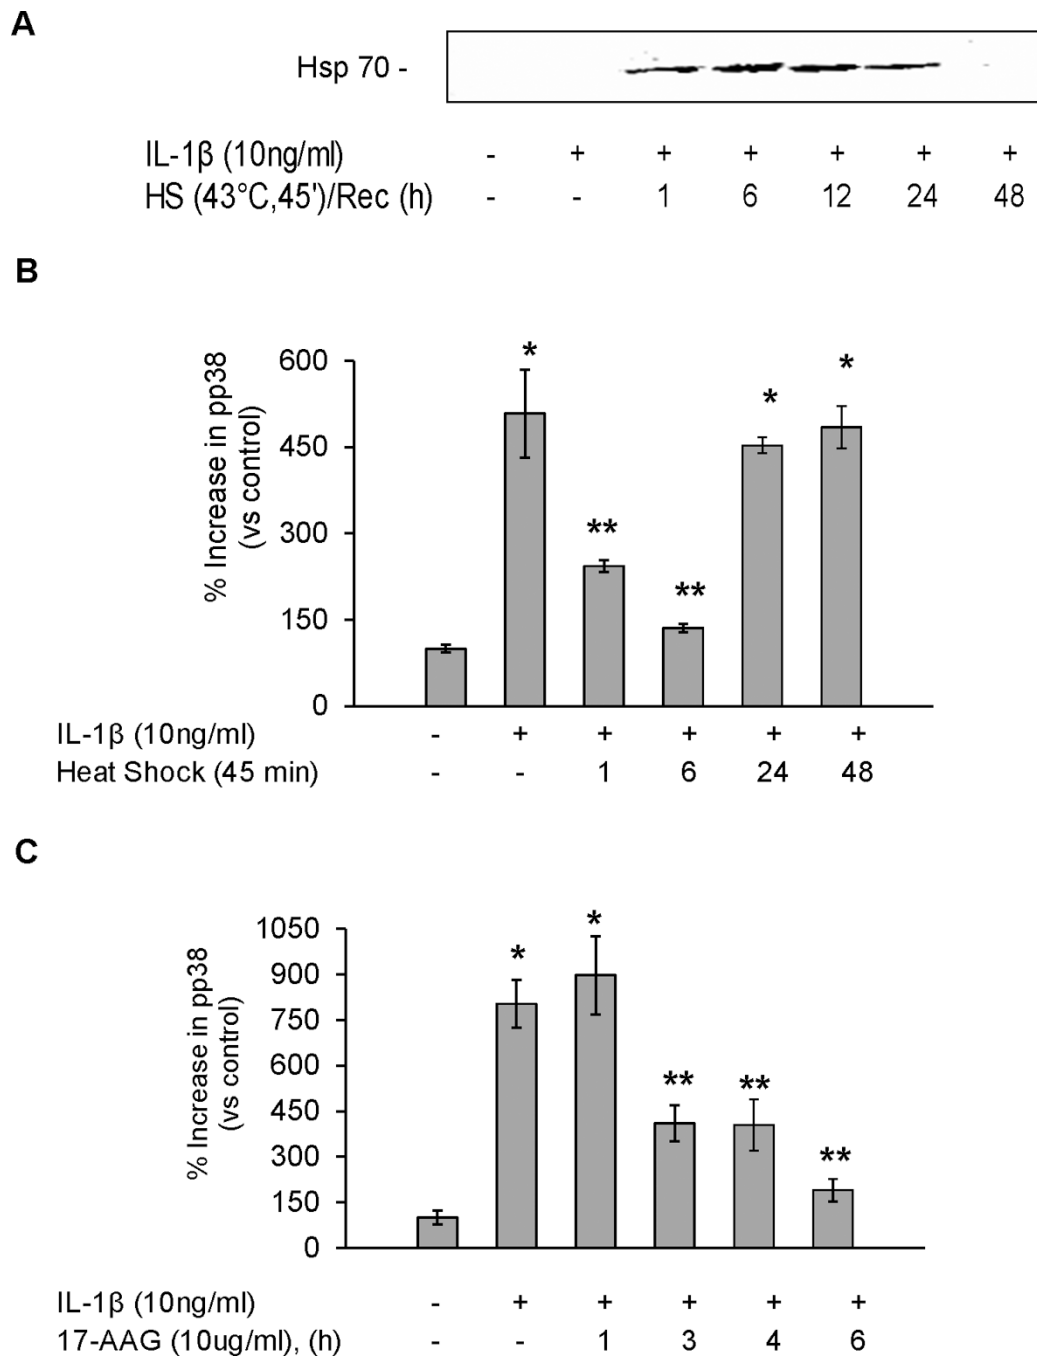 A
Hsp 70 -
IL-1β (10ng/ml) - + + + + + +
HS (43°C,45')/Rec (h) - - 1 6 12 24 48
B
% Increase in pp38
(vs control)
600
450
300
150
0
* ** ** * *
IL-1β (10ng/ml) - + + + + +
Heat Shock (45 min) - - 1 6 24 48
C
% Increase in pp38
(vs control)
1050
900
750
600
450
300
150
0
* * ** ** **
IL-1β (10ng/ml) - + + + + +
17-AAG (10ug/ml), (h) - - 1 3 4 6